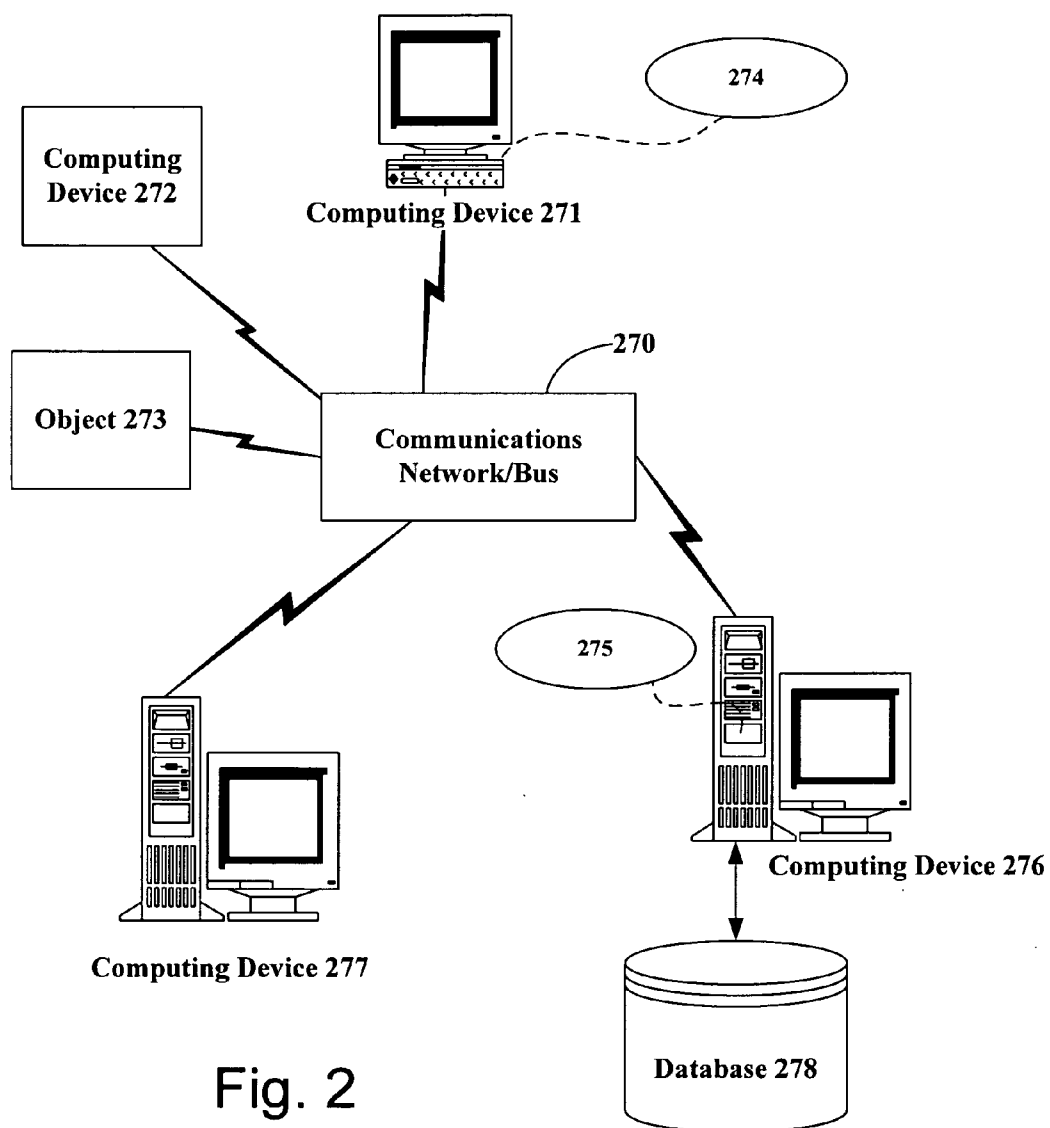 274
Computing
Device 272
Computing Device 271
270
Object 273
Communications
Network/Bus
275
Computing Device 276
Computing Device 277
Database 278
Fig. 2